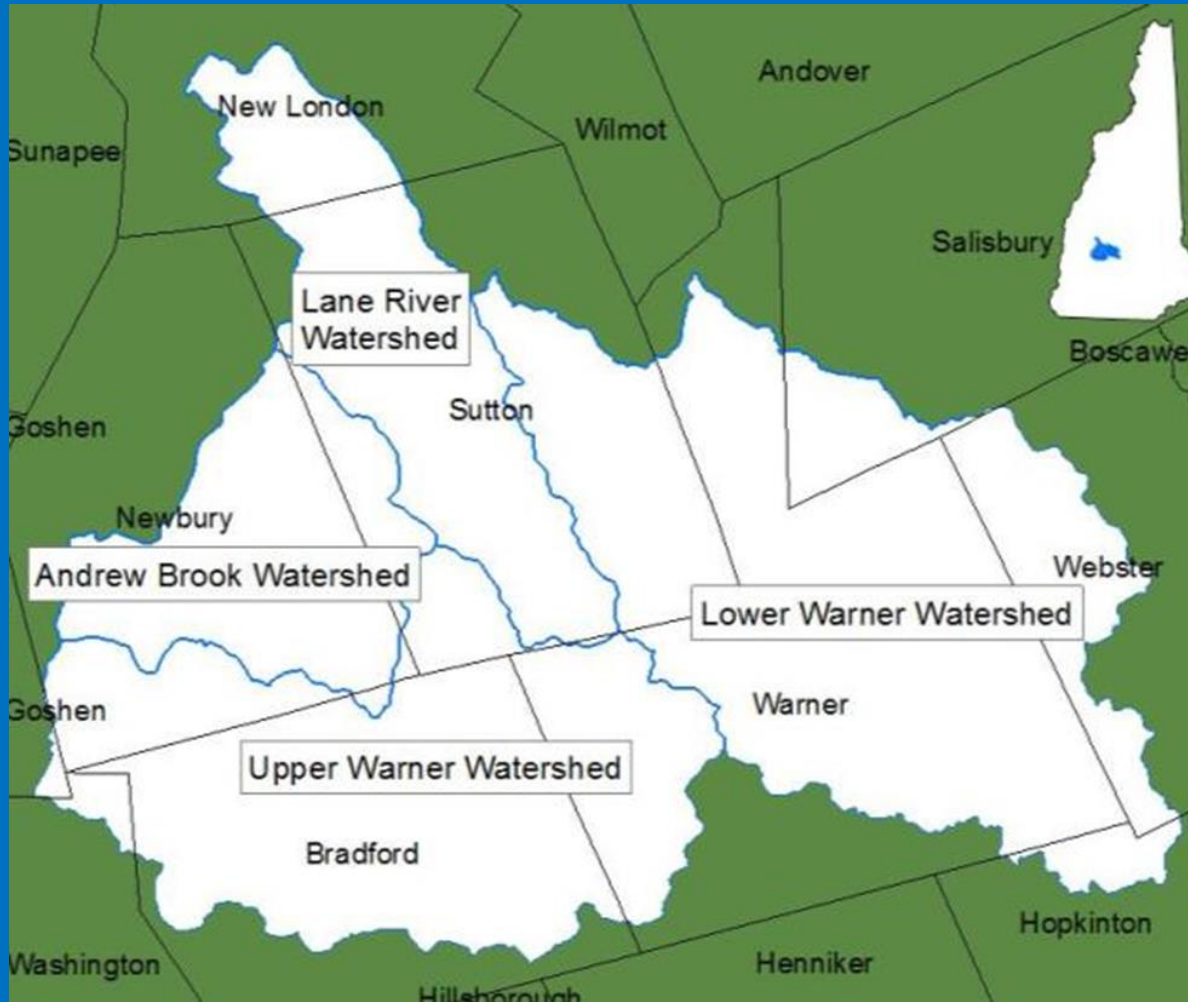 Andover
New London
Wilmot
Sunapee
Salisbury
Lane River
Watershed
Boscawe
Sutton
Goshen
Newbury
Webster
Andrew Brook Watershed
Lower Warner Watershed
Warner
Goshen
Upper Warner Watershed
Bradford
Hopkinton
Washington
Henniker
Hillsborough